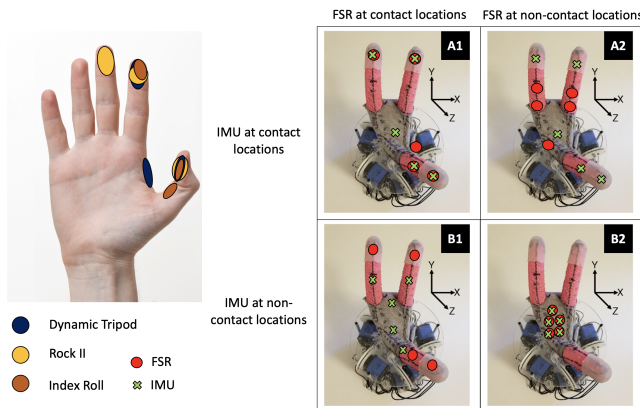 FSR at contact locations
FSR at non-contact locations
A1
A2
Y
X
Z
Y
X
Z
IMU at contact
locations
B1
B2
Y
X
Z
Y
X
Z
IMU at non-
contact locations
Dynamic Tripod
Rock II
Index Roll
FSR
IMU